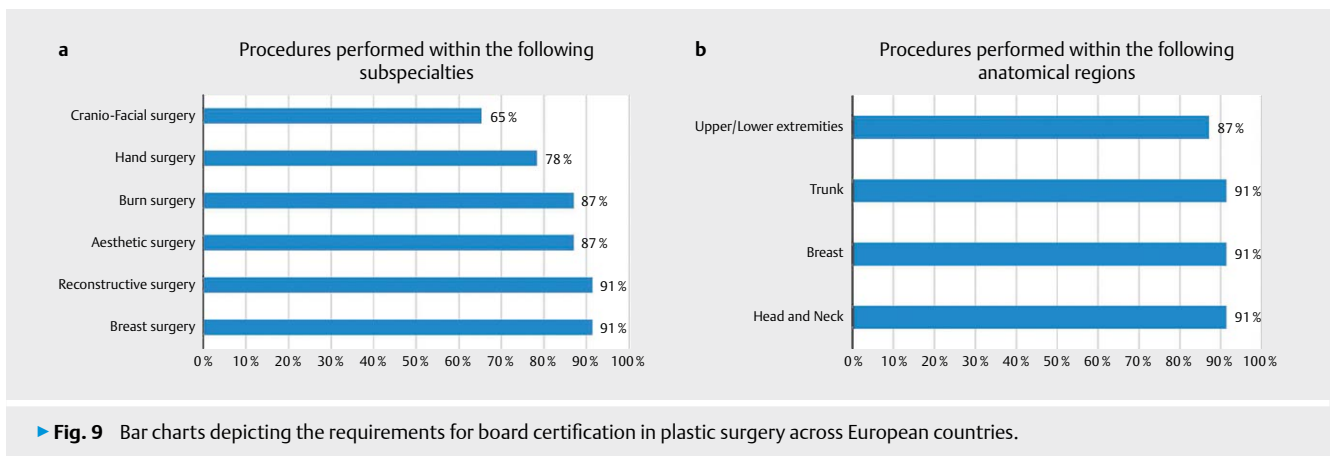 a
Procedures performed within the following
subspecialties
Cranio-Facial surgery
65 %
Hand surgery
78 %
Burn surgery
87 %
Aesthetic surgery
87 %
Reconstructive surgery
91 %
Breast surgery
91 %
0 % 10 % 20 % 30 % 40 % 50 % 60 % 70 % 80 % 90 % 100 %
b
Procedures performed within the following
anatomical regions
Upper/Lower extremities
87 %
Trunk
91 %
Breast
91 %
Head and Neck
91 %
0 % 10 % 20 % 30 % 40 % 50 % 60 % 70 % 80 % 90 % 100 %
► Fig. 9 Bar charts depicting the requirements for board certification in plastic surgery across European countries.